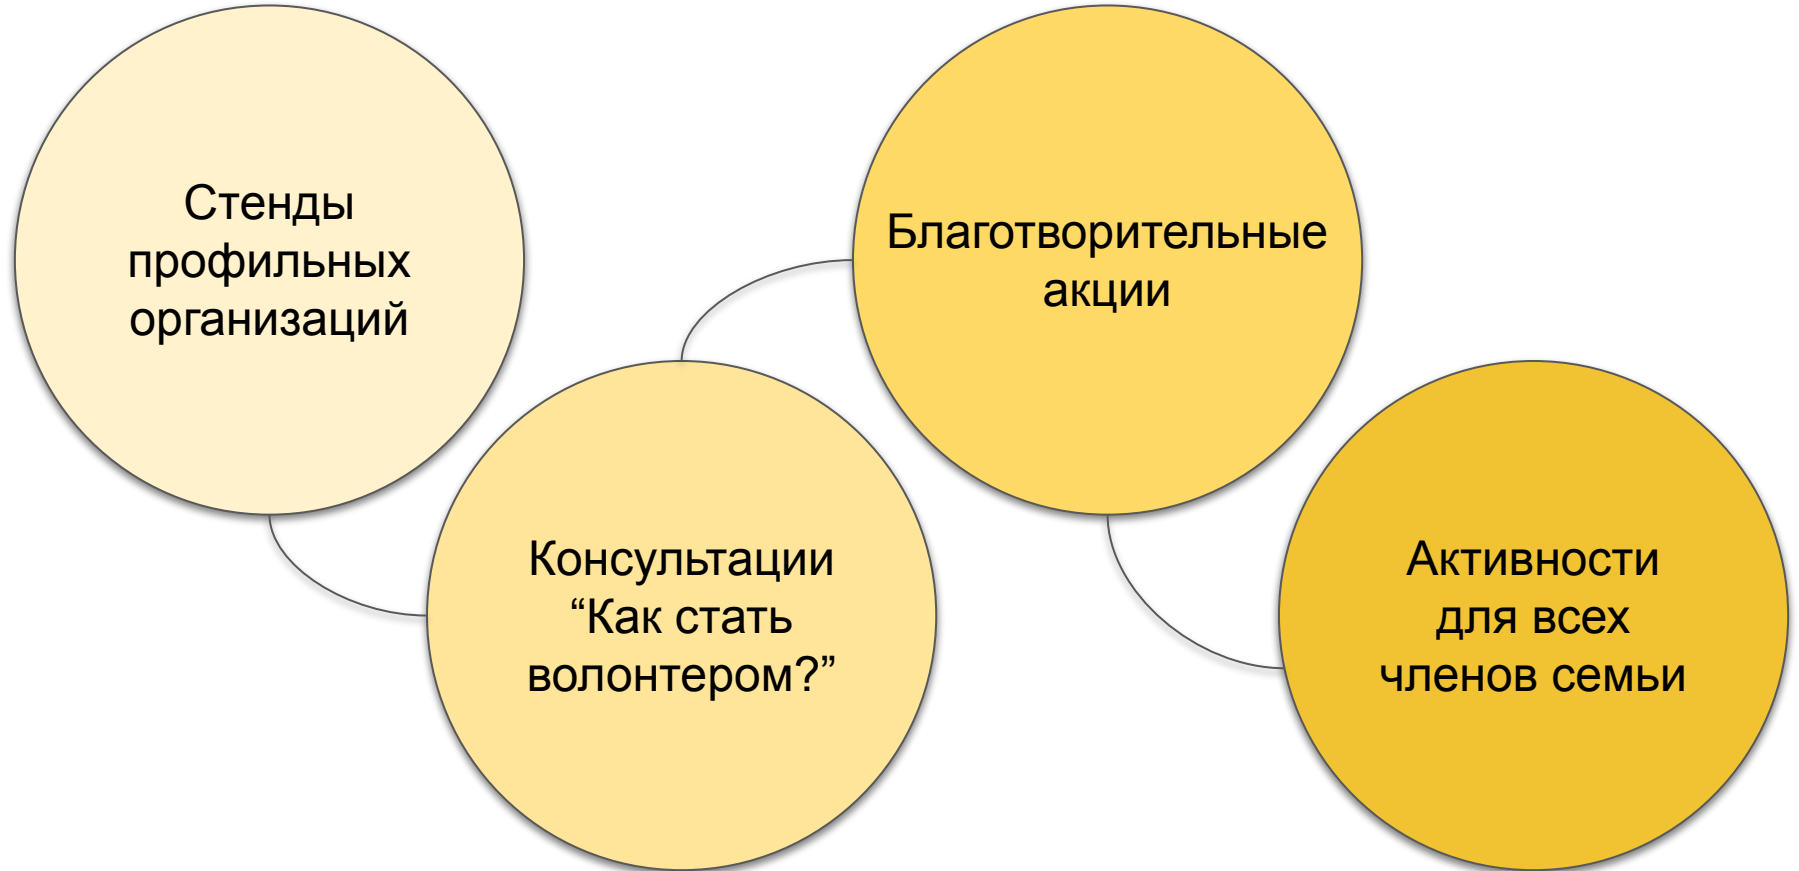 Стенды
профильных
организаций
Консультации
“Как стать
волонтером?”
Благотворительные
акции
Активности
для всех
членов семьи